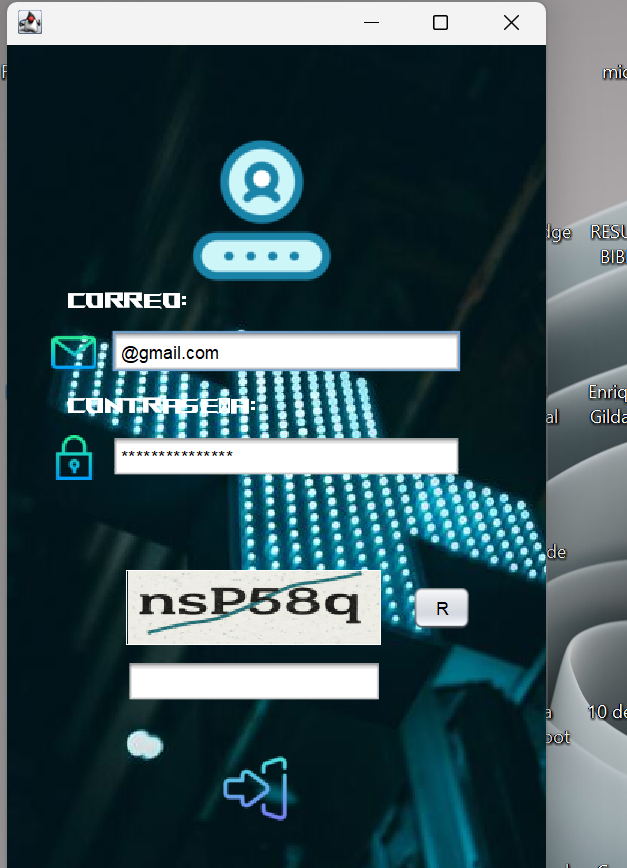 CORREO:
@gmail.com
CONTRASEÑA:
***************
nsP58q
R
mic
dge
RESU
BIB
Enriq
al
Gilda
de
a
10 de
oot